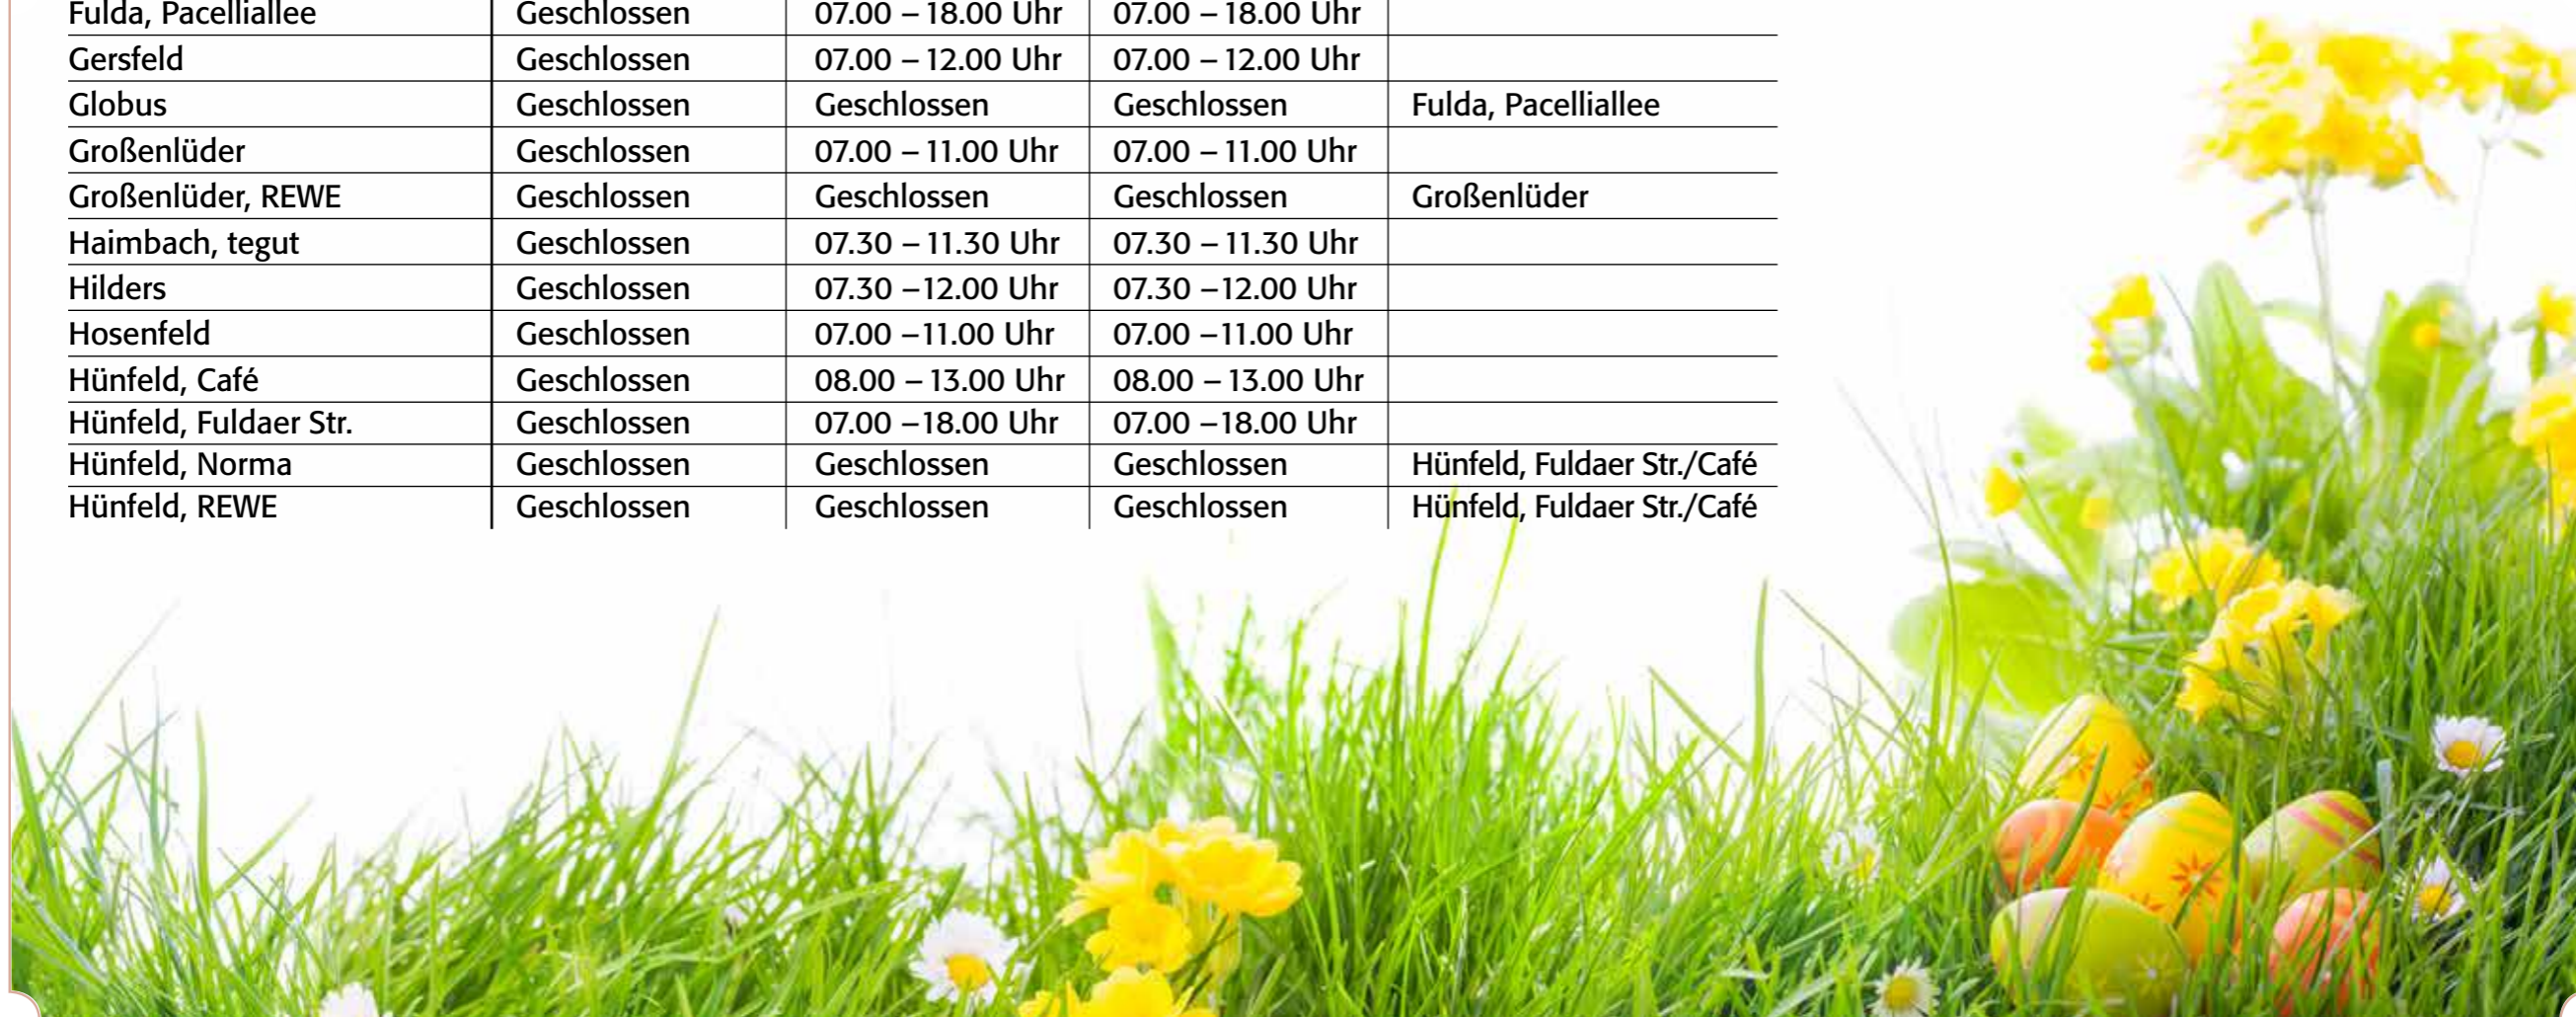 Fulda, Pacelliallee Geschlossen 07.00 – 18.00 Uhr 07.00 – 18.00 Uhr
Gersfeld Geschlossen 07.00 – 12.00 Uhr 07.00 – 12.00 Uhr
Globus Geschlossen Geschlossen Geschlossen Fulda, Pacelliallee
Großenlüder Geschlossen 07.00 – 11.00 Uhr 07.00 – 11.00 Uhr
Großenlüder, REWE Geschlossen Geschlossen Geschlossen Großenlüder
Haimbach, tegut Geschlossen 07.30 – 11.30 Uhr 07.30 – 11.30 Uhr
Hilders Geschlossen 07.30 –12.00 Uhr 07.30 –12.00 Uhr
Hosenfeld Geschlossen 07.00 –11.00 Uhr 07.00 –11.00 Uhr
Hünfeld, Café Geschlossen 08.00 – 13.00 Uhr 08.00 – 13.00 Uhr
Hünfeld, Fuldaer Str. Geschlossen 07.00 –18.00 Uhr 07.00 –18.00 Uhr
Hünfeld, Norma Geschlossen Geschlossen Geschlossen Hünfeld, Fuldaer Str./Café
Hünfeld, REWE Geschlossen Geschlossen Geschlossen Hünfeld, Fuldaer Str./Café